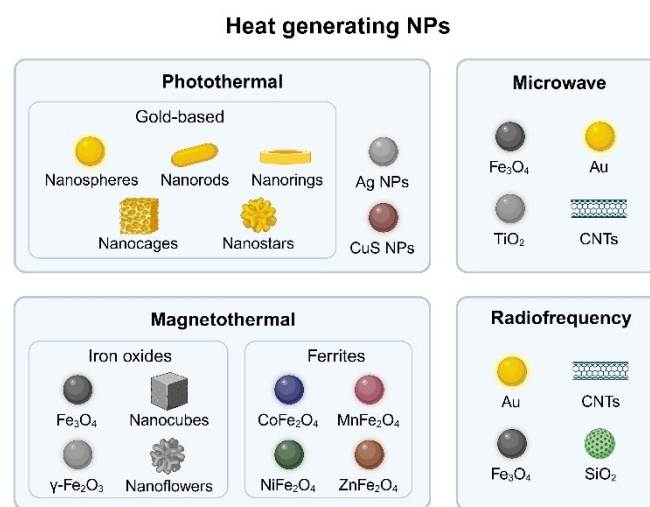 Heat generating NPs
Photothermal
Gold-based
Nanospheres
Nanorods
Nanorings
Nanocages
Nanostars
Ag NPs
CuS NPs
Microwave
Fe₃O₄
Au
TiO₂
CNTs
Magnetothermal
Iron oxides
Fe₃O₄
Nanocubes
γ-Fe₂O₃
Nanoflowers
Ferrites
CoFe₂O₄
MnFe₂O₄
NiFe₂O₄
ZnFe₂O₄
Radiofrequency
Au
CNTs
Fe₃O₄
SiO₂